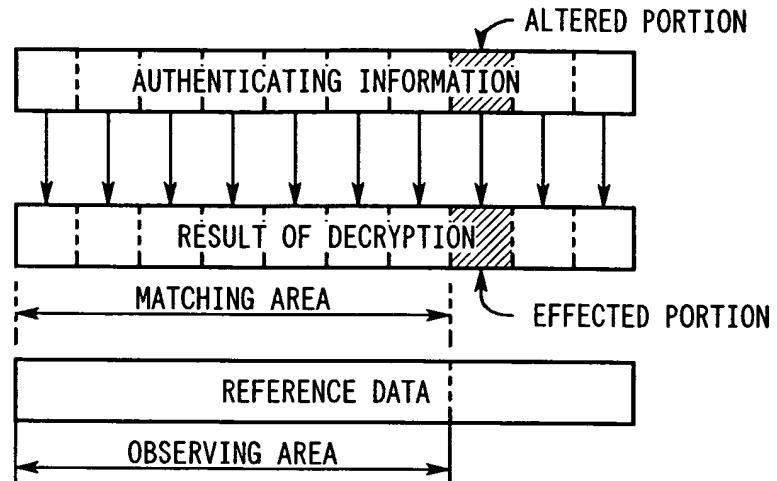 ALTERED PORTION
AUTHENTICATING INFORMATION
RESULT OF DECRYPTION
MATCHING AREA
EFFECTED PORTION
REFERENCE DATA
OBSERVING AREA